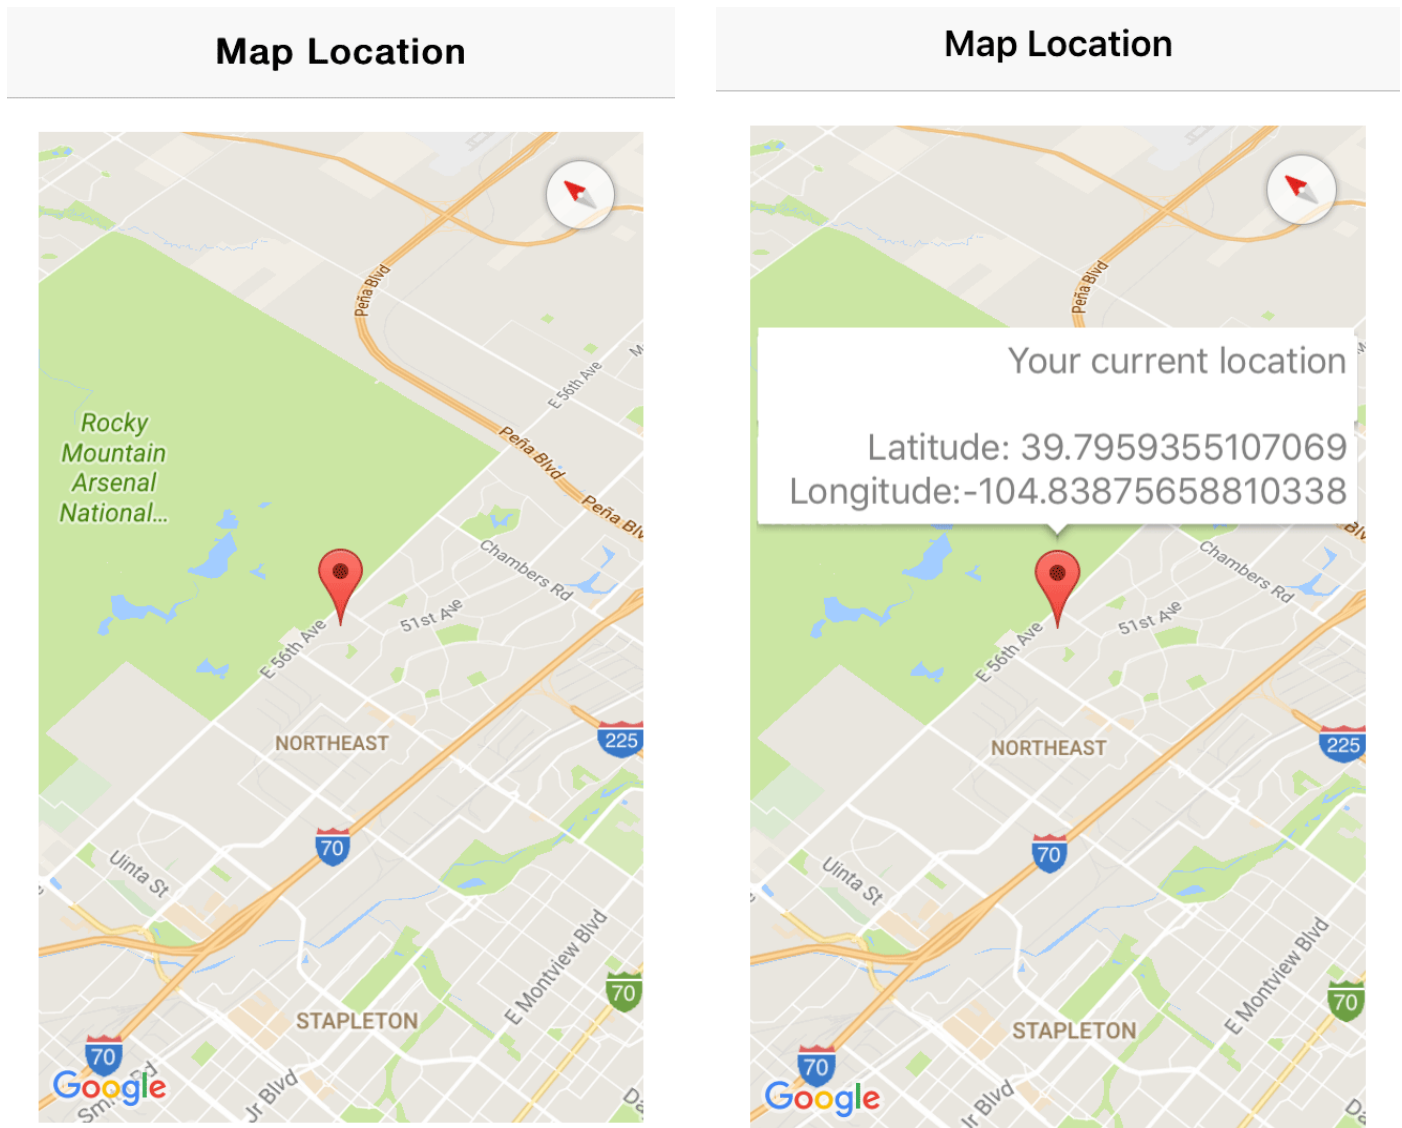 Map Location
Peña Blvd
E 56th Ave
Rocky
Mountain
Arsenal
National...
Peña Blvd
Peña Blv
Chambers Rd
51st Ave
E 56th Ave
225
NORTHEAST
70
Uinta St
E Montview Blvd
70
STAPLETON
70
Google
Jr Blvd
Map Location
Peña Blvd
Your current location
Latitude: 39.7959355107069
Longitude:-104.83875658810338
Chambers Rd
51st Ave
E 56th Ave
225
NORTHEAST
70
Uinta St
E Montview Blvd
70
STAPLETON
70
Google
Jr Blvd